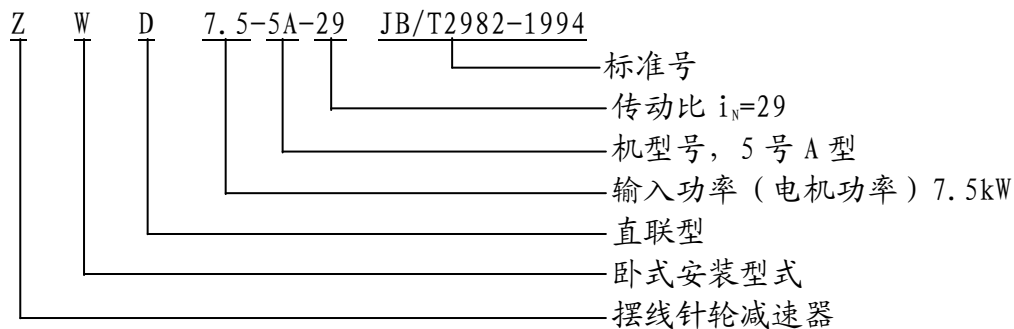 Z W D 7.5-5A-29 JB/T2982-1994
标准号
传动比 iN=29
机型号，5 号 A 型
输入功率（电机功率）7.5kW
直联型
卧式安装型式
摆线针轮减速器